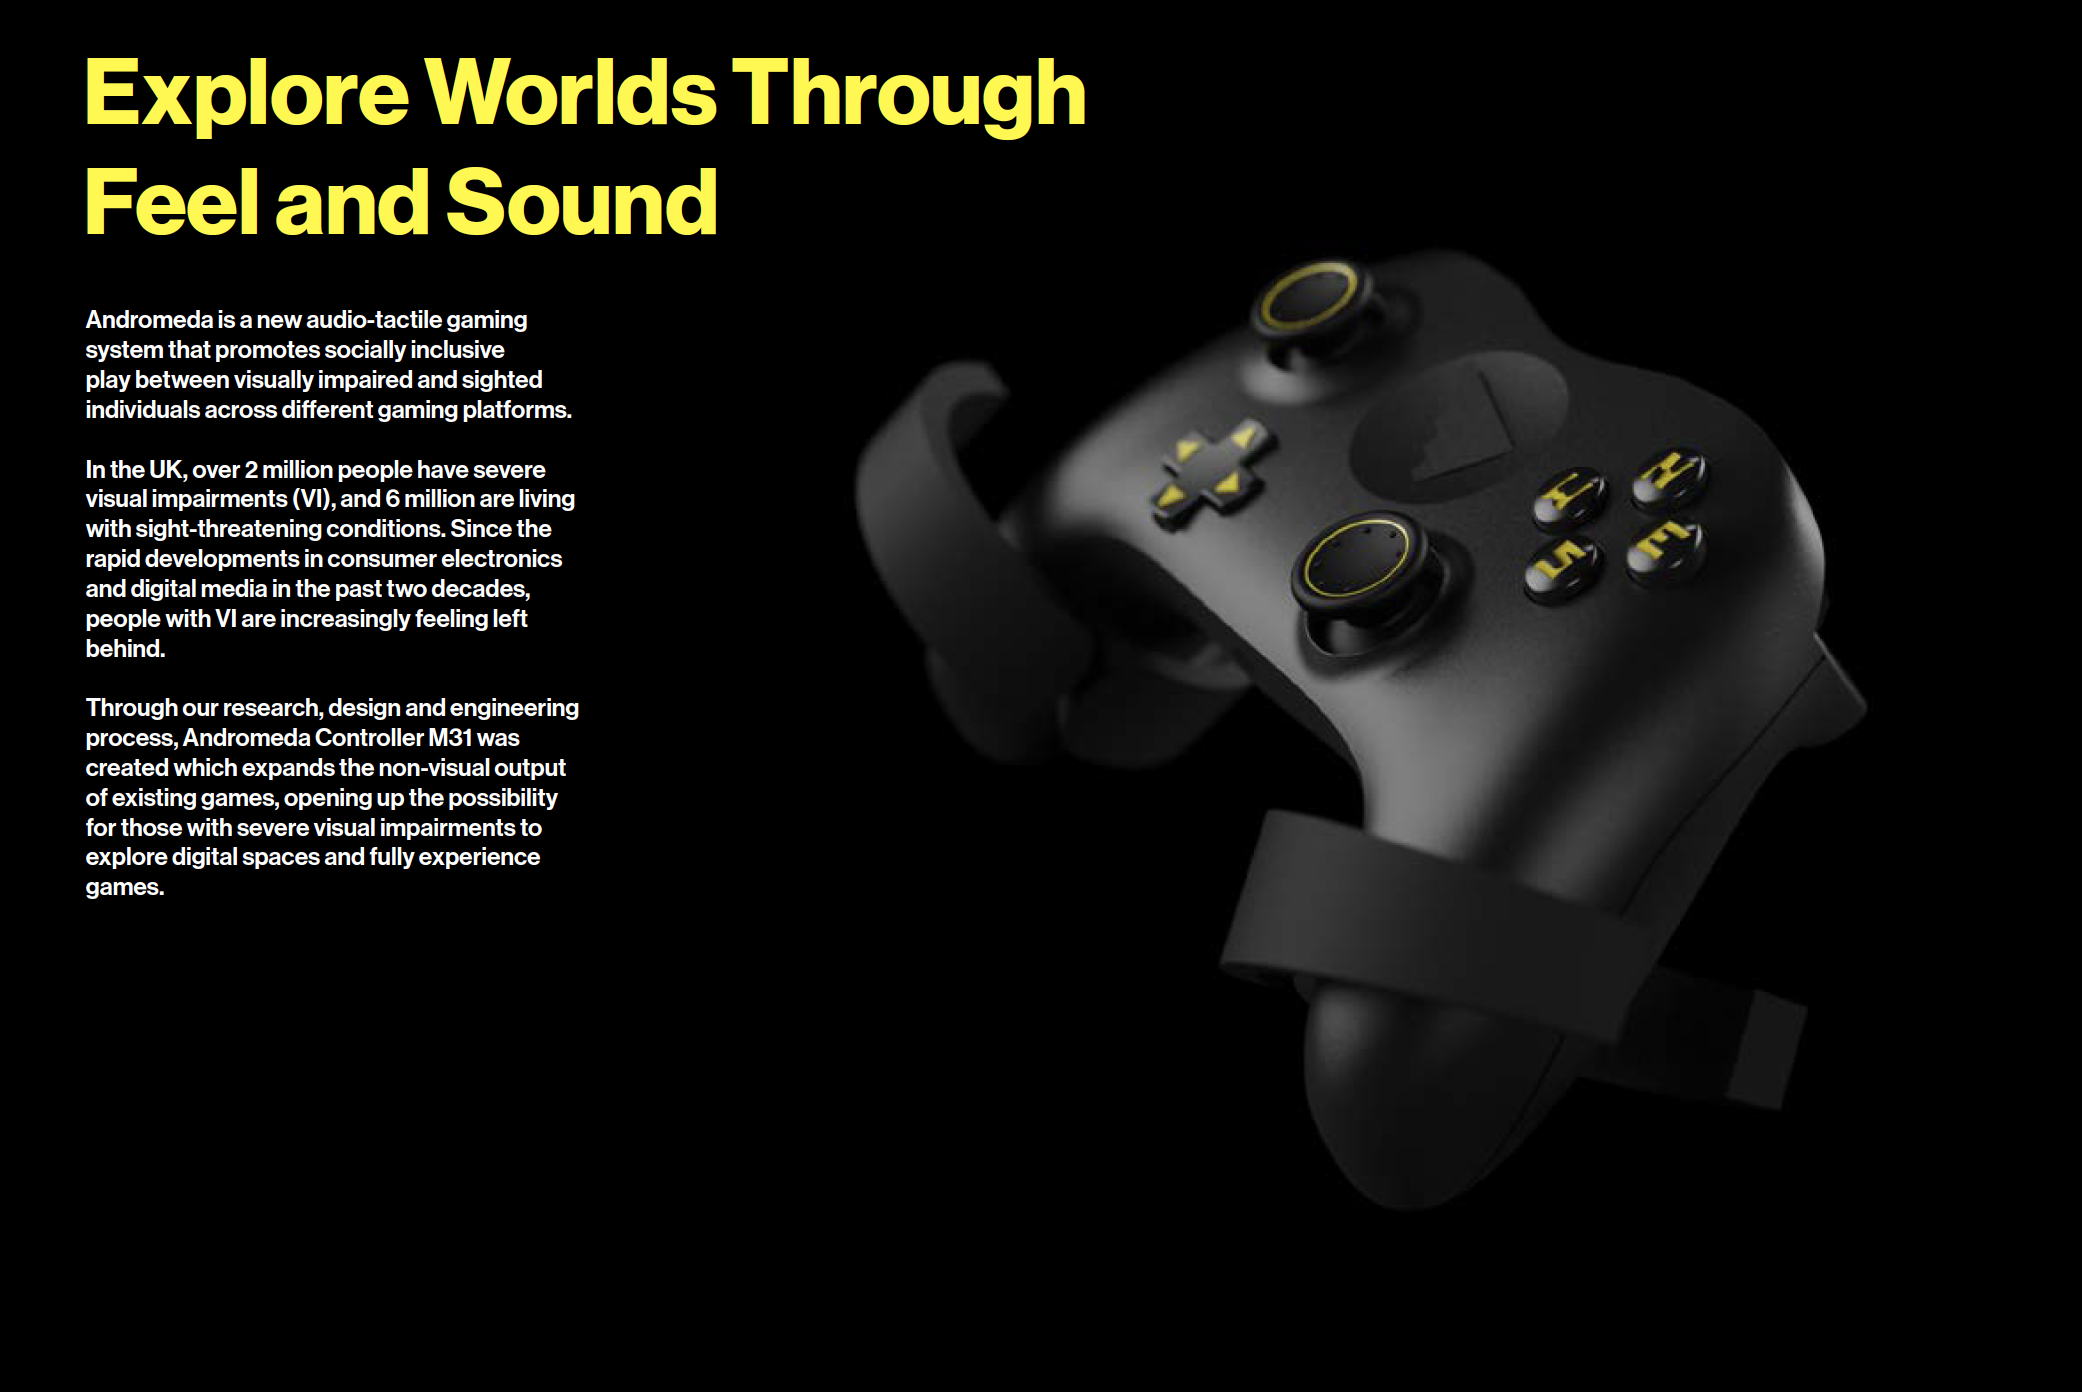 Explore Worlds Through
Feel and Sound
Andromeda is a new audio-tactile gaming
system that promotes socially inclusive
play between visually impaired and sighted
individuals across different gaming platforms.
In the UK, over 2 million people have severe
visual impairments (VI), and 6 million are living
with sight-threatening conditions. Since the
rapid developments in consumer electronics
and digital media in the past two decades,
people with VI are increasingly feeling left
behind.
Through our research, design and engineering
process, Andromeda Controller M31 was
created which expands the non-visual output
of existing games, opening up the possibility
for those with severe visual impairments to
explore digital spaces and fully experience
games.